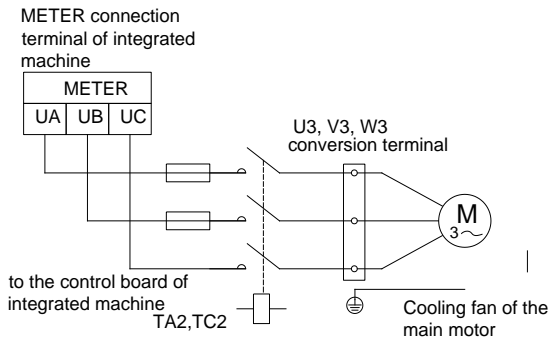 METER connection
terminal of integrated
machine
METER
UA UB UC
U3, V3, W3
conversion terminal
M
3~
to the control board of
integrated machine
TA2,TC2
Cooling fan of the
main motor